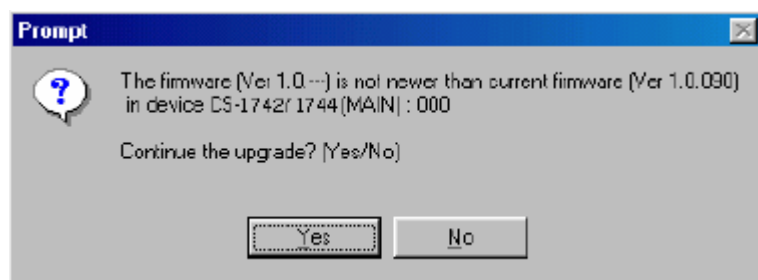 Prompt
The firmware (Ver 1.0.---) is not newer than current firmware (Ver 1.0.090)
in device CS-1742/1744(MAIN) : 000
Continue the upgrade? (Yes/No)
Yes
No